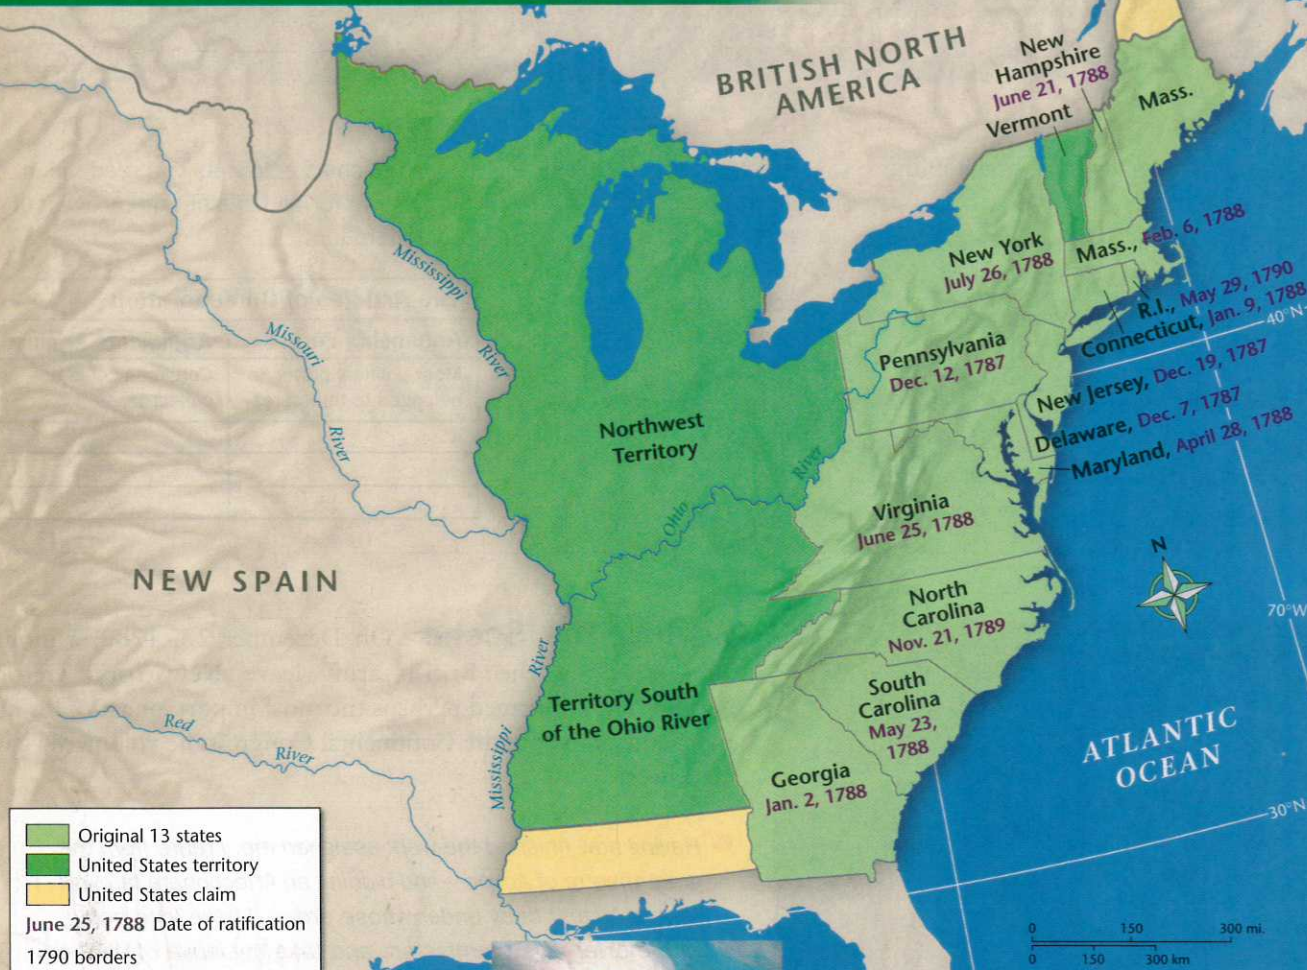 BRITISH NORTH
AMERICA
New
Hampshire
June 21, 1788
Vermont
Mass.
New York
July 26, 1788
Mass., Feb. 6, 1788
R.I., May 29, 1790
Connecticut, Jan. 9, 1788
40°N
Pennsylvania
Dec. 12, 1787
New Jersey, Dec. 19, 1787
Delaware, Dec. 7, 1787
Maryland, April 28, 1788
Mississippi
River
Missouri
River
Northwest
Territory
Ohio
River
Virginia
June 25, 1788
N
NEW SPAIN
North
Carolina
Nov. 21, 1789
70°W
Mississippi
River
Territory South
of the Ohio River
South
Carolina
May 23,
1788
Red
River
Georgia
Jan. 2, 1788
ATLANTIC
OCEAN
30°N
Original 13 states
United States territory
United States claim
June 25, 1788 Date of ratification
1790 borders
0 150 300 mi.
0 150 300 km